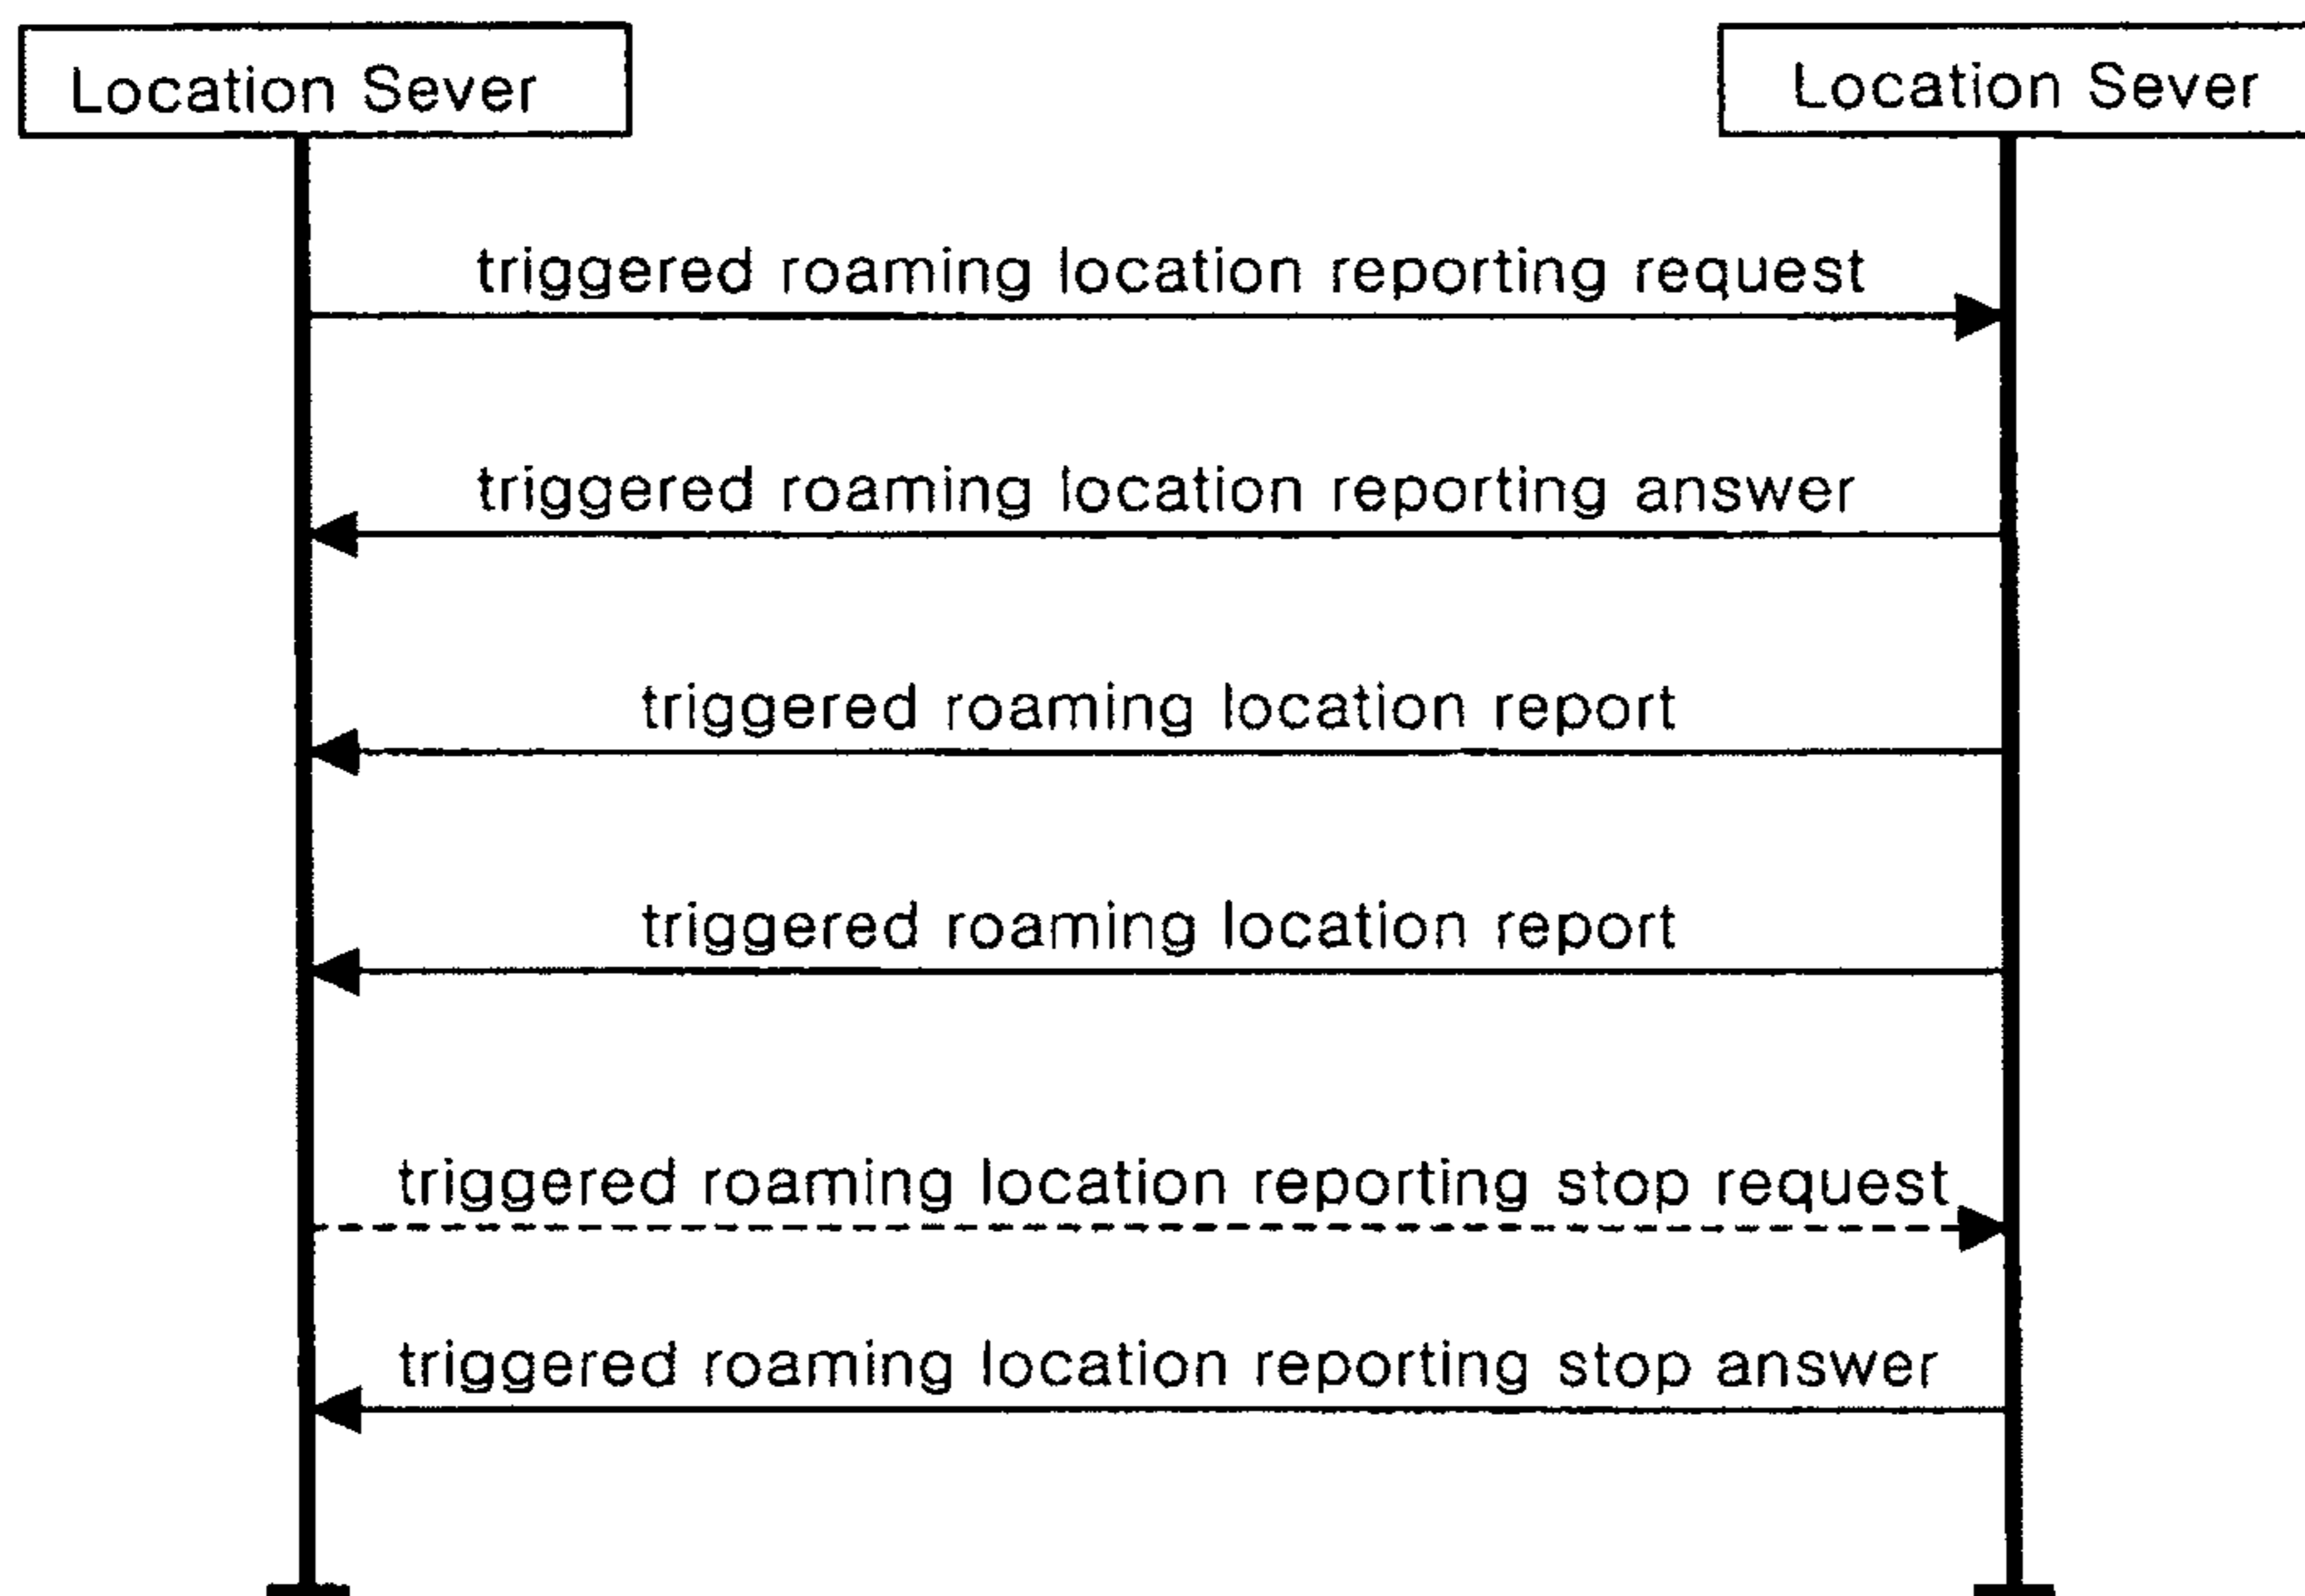 Location Sever
Location Sever
triggered roaming location reporting request
triggered roaming location reporting answer
triggered roaming location report
triggered roaming location report
triggered roaming location reporting stop request
triggered roaming location reporting stop answer